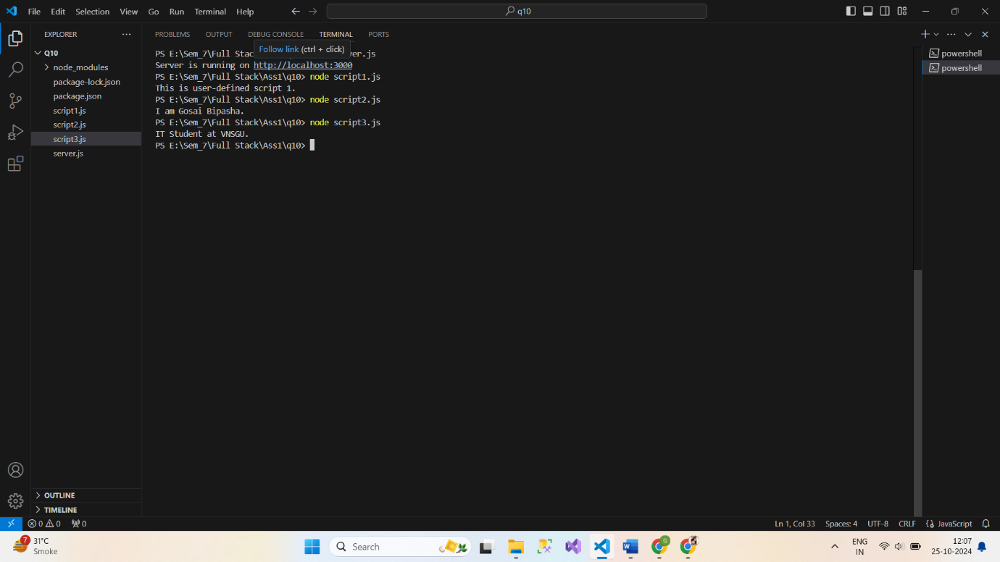 File Edit Selection View Go Run Terminal Help
q10
EXPLORER
Q10
node_modules
package-lock.json
package.json
script1.js
script2.js
script3.js
server.js
OUTLINE
TIMELINE
PROBLEMS OUTPUT DEBUG CONSOLE TERMINAL PORTS
Follow link (ctrl + click)
PS E:\Sem_7\Full Stac ver.js
Server is running on http://localhost:3000
PS E:\Sem_7\Full Stack\Ass1\q10> node script1.js
This is user-defined script 1.
PS E:\Sem_7\Full Stack\Ass1\q10> node script2.js
I am Gosai Bipasha.
PS E:\Sem_7\Full Stack\Ass1\q10> node script3.js
IT Student at VNSGU.
PS E:\Sem_7\Full Stack\Ass1\q10>
powershell
powershell
0 0 0
Ln 1, Col 33 Spaces: 4 UTF-8 CRLF JavaScript
7
31°C
Smoke
Search
W
G
ENG
IN
12:07
25-10-2024